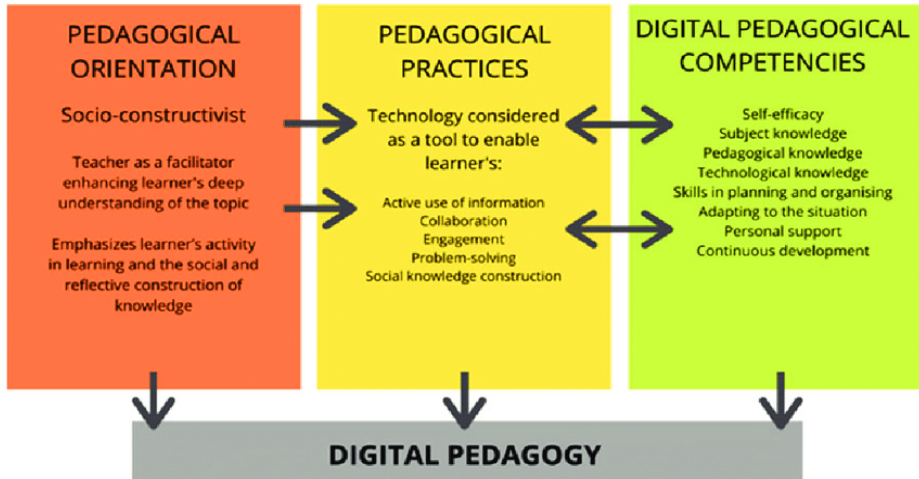 PEDAGOGICAL
ORIENTATION
Socio-constructivist
Teacher as a facilitator
enhancing learner's deep
understanding of the topic
Emphasizes learner's activity
in learning and the social and
reflective construction of
knowledge
PEDAGOGICAL
PRACTICES
Technology considered
as a tool to enable
learner's:
Active use of information
Collaboration
Engagement
Problem-solving
Social knowledge construction
DIGITAL PEDAGOGICAL
COMPETENCIES
Self-efficacy
Subject knowledge
Pedagogical knowledge
Technological knowledge
Skills in planning and organising
Adapting to the situation
Personal support
Continuous development
DIGITAL PEDAGOGY